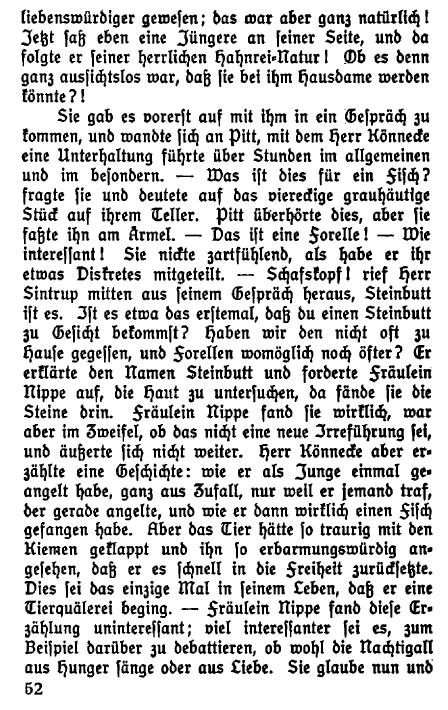 liebenswürdiger gewesen; das war aber ganz natürlich!
Jetzt saß eben eine Jüngere an seiner Seite, und da
folgte er seiner herrlichen Hahnrei-Natur! Ob es denn
ganz aussichtslos war, daß sie bei ihm Hausdame werden
könnte?!
Sie gab es vorerst auf mit ihm in ein Gespräch zu
kommen, und wandte sich an Pitt, mit dem Herr Könnecke
eine Unterhaltung führte über Stunden im allgemeinen
und im besondern. — Was ist dies für ein Fisch?
fragte sie und deutete auf das viereckige grauhäutige
Stück auf ihrem Teller. Pitt überhörte dies, aber sie
faßte ihn am Ärmel. — Das ist eine Forelle! — Wie
interessant! Sie nickte zartfühlend, als habe er ihr
etwas Diskretes mitgeteilt. — Schafskopf! rief Herr
Sintrup mitten aus seinem Gespräch heraus, Steinbutt
ist es. Ist es etwa das erstemal, daß du einen Steinbutt
zu Gesicht bekommst? Haben wir den nicht oft zu
Hause gegessen, und Forellen womöglich noch öfter? Er
erklärte den Namen Steinbutt und forderte Fräulein
Nippe auf, die Haut zu untersuchen, da fände sie die
Steine drin. Fräulein Nippe fand sie wirklich, war
aber im Zweifel, ob das nicht eine neue Irreführung sei,
und äußerte sich nicht weiter. Herr Könnecke aber er-
zählte eine Geschichte: wie er als Junge einmal ge-
angelt habe, ganz aus Zufall, nur weil er jemand traf,
der gerade angelte, und wie er dann wirklich einen Fisch
gefangen habe. Aber das Tier hätte so traurig mit den
Kiemen geklappt und ihn so erbarmungswürdig an-
gesehen, daß er es schnell in die Freiheit zurücksetzte.
Dies sei das einzige Mal in seinem Leben, daß er eine
Tierquälerei beging. — Fräulein Nippe fand diese Er-
zählung uninteressant; viel interessanter sei es, zum
Beispiel darüber zu debattieren, ob wohl die Nachtigall
aus Hunger sänge oder aus Liebe. Sie glaube nun und
52